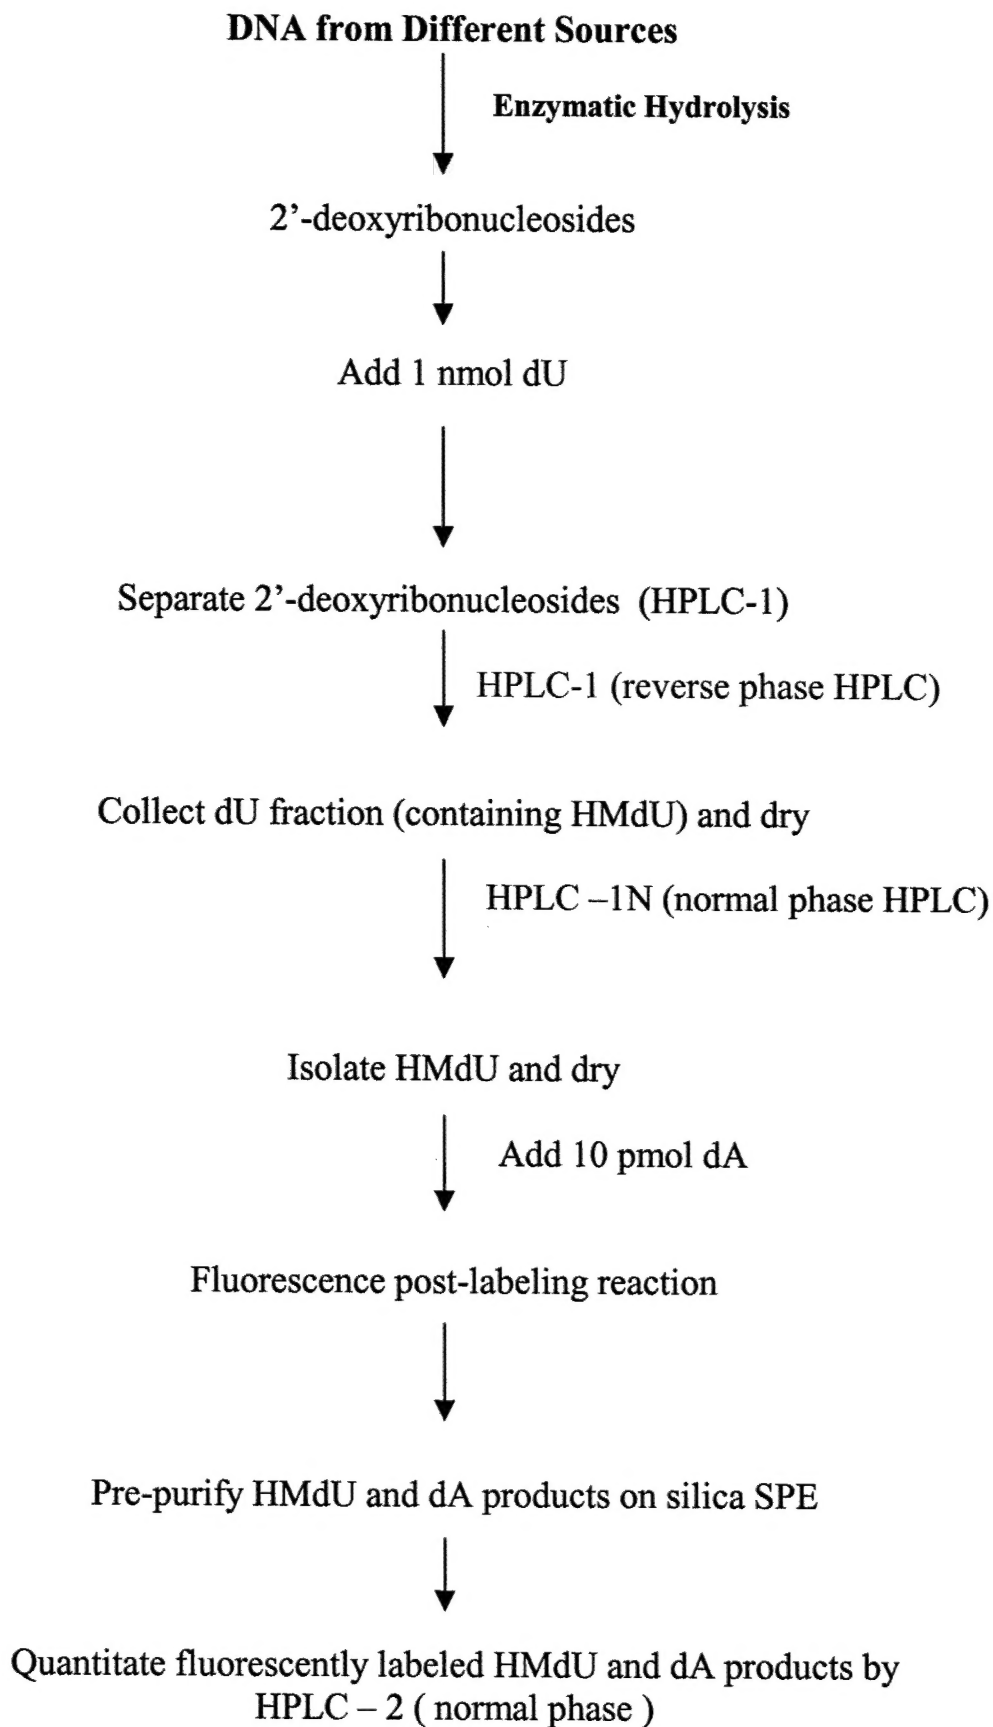 DNA from Different Sources
Enzymatic Hydrolysis
2’-deoxyribonucleosides
Add 1 nmol dU
Separate 2’-deoxyribonucleosides (HPLC-1)
HPLC-1 (reverse phase HPLC)
Collect dU fraction (containing HMdU) and dry
HPLC –1N (normal phase HPLC)
Isolate HMdU and dry
Add 10 pmol dA
Fluorescence post-labeling reaction
Pre-purify HMdU and dA products on silica SPE
Quantitate fluorescently labeled HMdU and dA products by
HPLC – 2 ( normal phase )